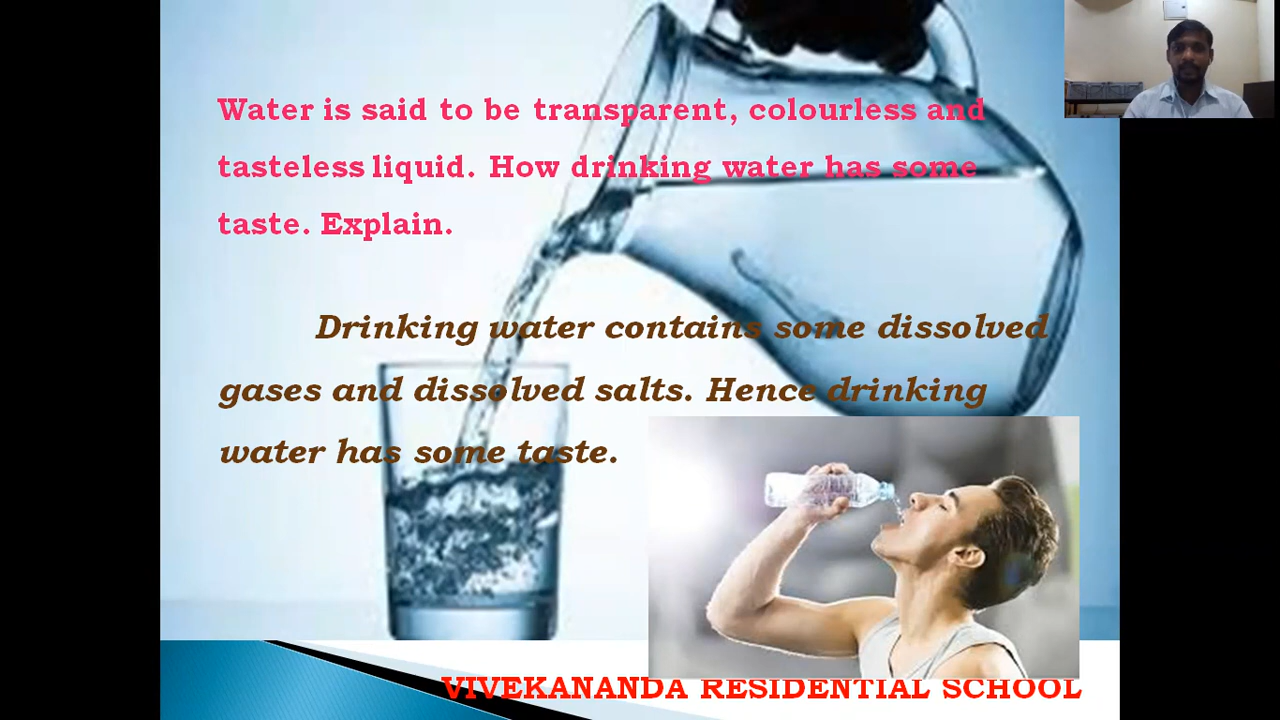 Water is said to be transparent, colourless and
tasteless liquid. How drinking water has some
taste. Explain.
Drinking water contains some dissolved
gases and dissolved salts. Hence drinking
water has some taste.
VIVEKANANDA RESIDENTIAL SCHOOL